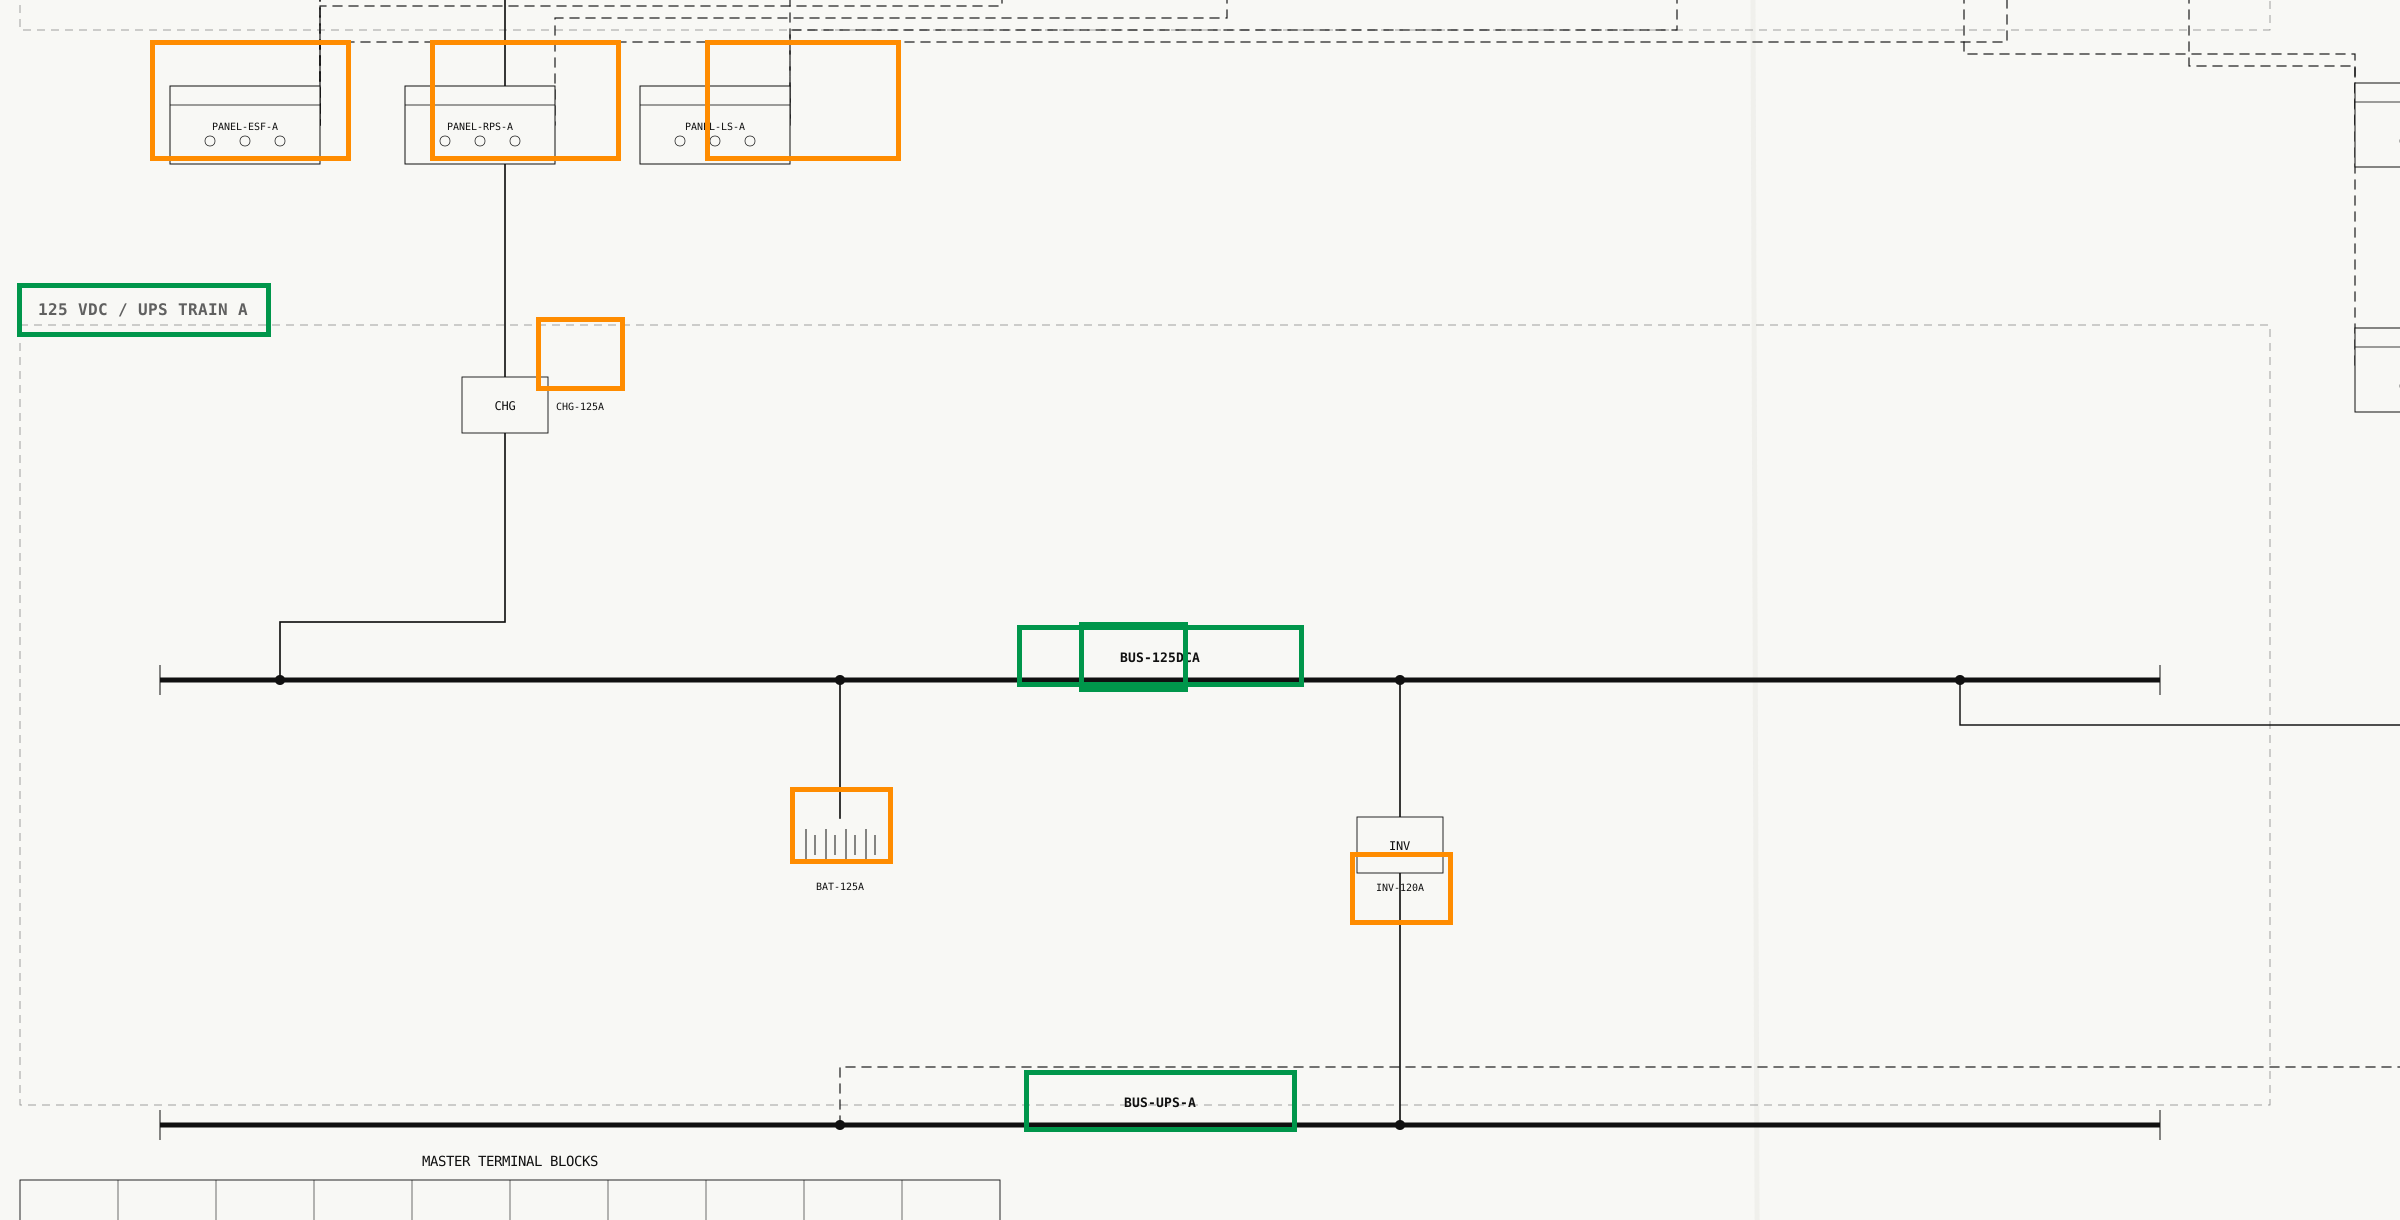 PANEL-ESF-A
PANEL-RPS-A
PANEL-LS-A
125 VDC / UPS TRAIN A
CHG
CHG-125A
BUS-125DCA
INV
BAT-125A
INV-120A
BUS-UPS-A
MASTER TERMINAL BLOCKS